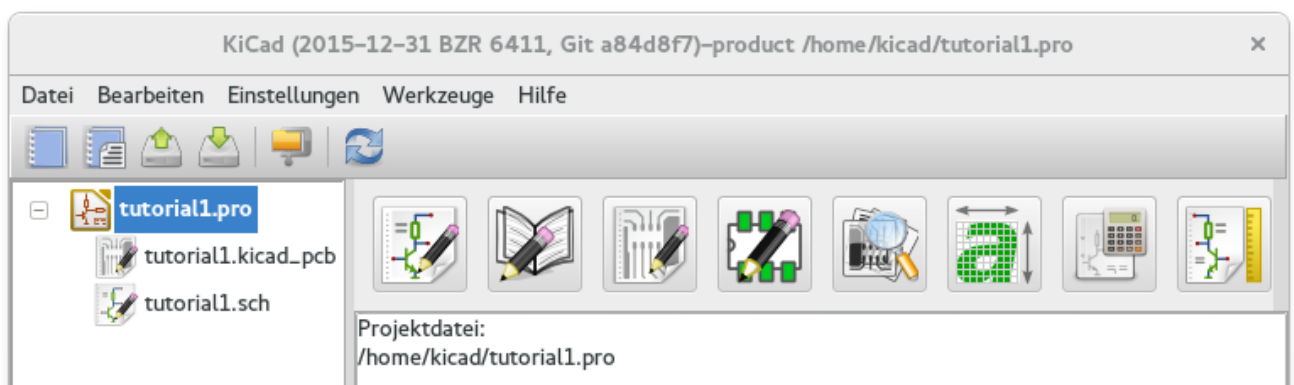 KiCad (2015-12-31 BZR 6411, Git a84d8f7)-product /home/kicad/tutorial1.pro
Datei Bearbeiten Einstellungen Werkzeuge Hilfe
tutorial1.pro
tutorial1.kicad_pcb
tutorial1.sch
Projektdatei:
/home/kicad/tutorial1.pro